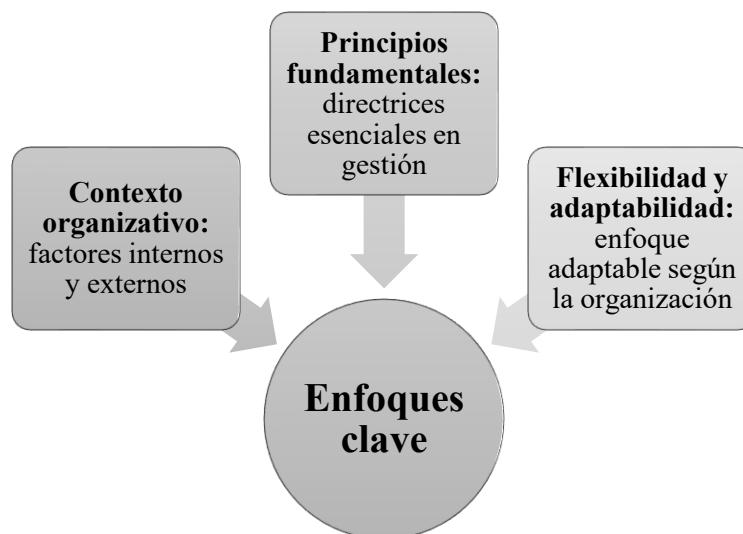 Principios
fundamentales:
directrices
esenciales en
gestión
Contexto
organizativo:
factores internos
y externos
Flexibilidad y
adaptabilidad:
enfoque
adaptable según
la organización
Enfoques
clave